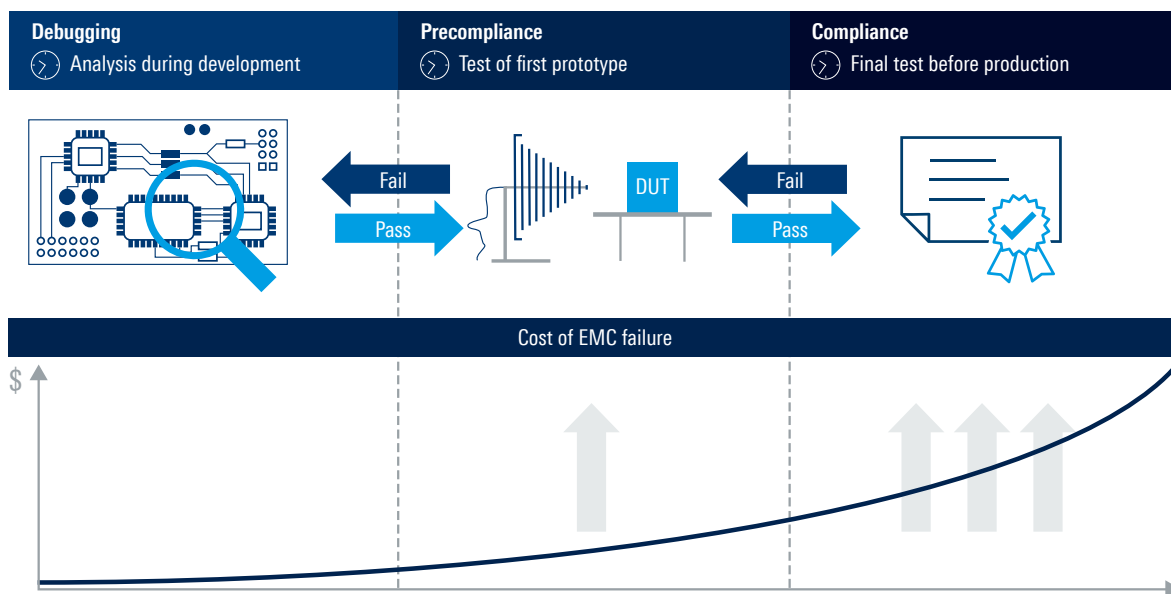 Debugging
Analysis during development
Precompliance
Test of first prototype
Compliance
Final test before production
Fail
Pass
DUT
Fail
Pass
Cost of EMC failure
$